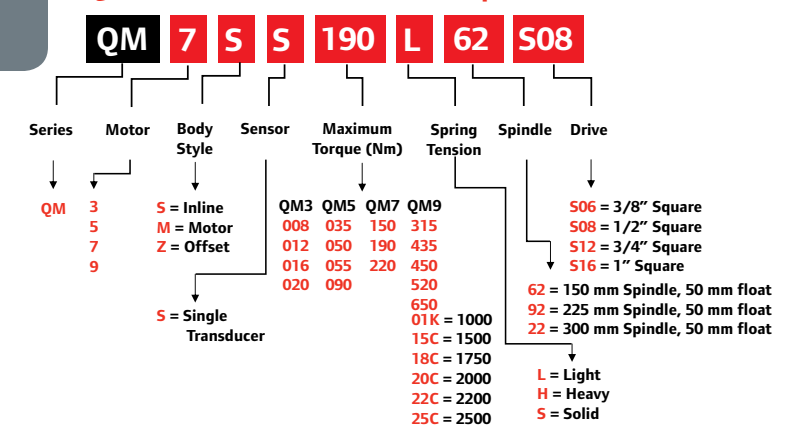 QM 7 S S 190 L 62 S08
Series Motor Body Style Sensor Maximum Torque (Nm) Spring Tension Spindle Drive
QM
3
5
7
9
S = Inline
M = Motor
Z = Offset
S = Single
Transducer
QM3 QM5 QM7 QM9
008 035 150 315
012 050 190 435
016 055 220 450
020 090 520
650
01K = 1000
15C = 1500
18C = 1750
20C = 2000
22C = 2200
25C = 2500
L = Light
H = Heavy
S = Solid
62 = 150 mm Spindle, 50 mm float
92 = 225 mm Spindle, 50 mm float
22 = 300 mm Spindle, 50 mm float
S06 = 3/8″ Square
S08 = 1/2″ Square
S12 = 3/4″ Square
S16 = 1″ Square